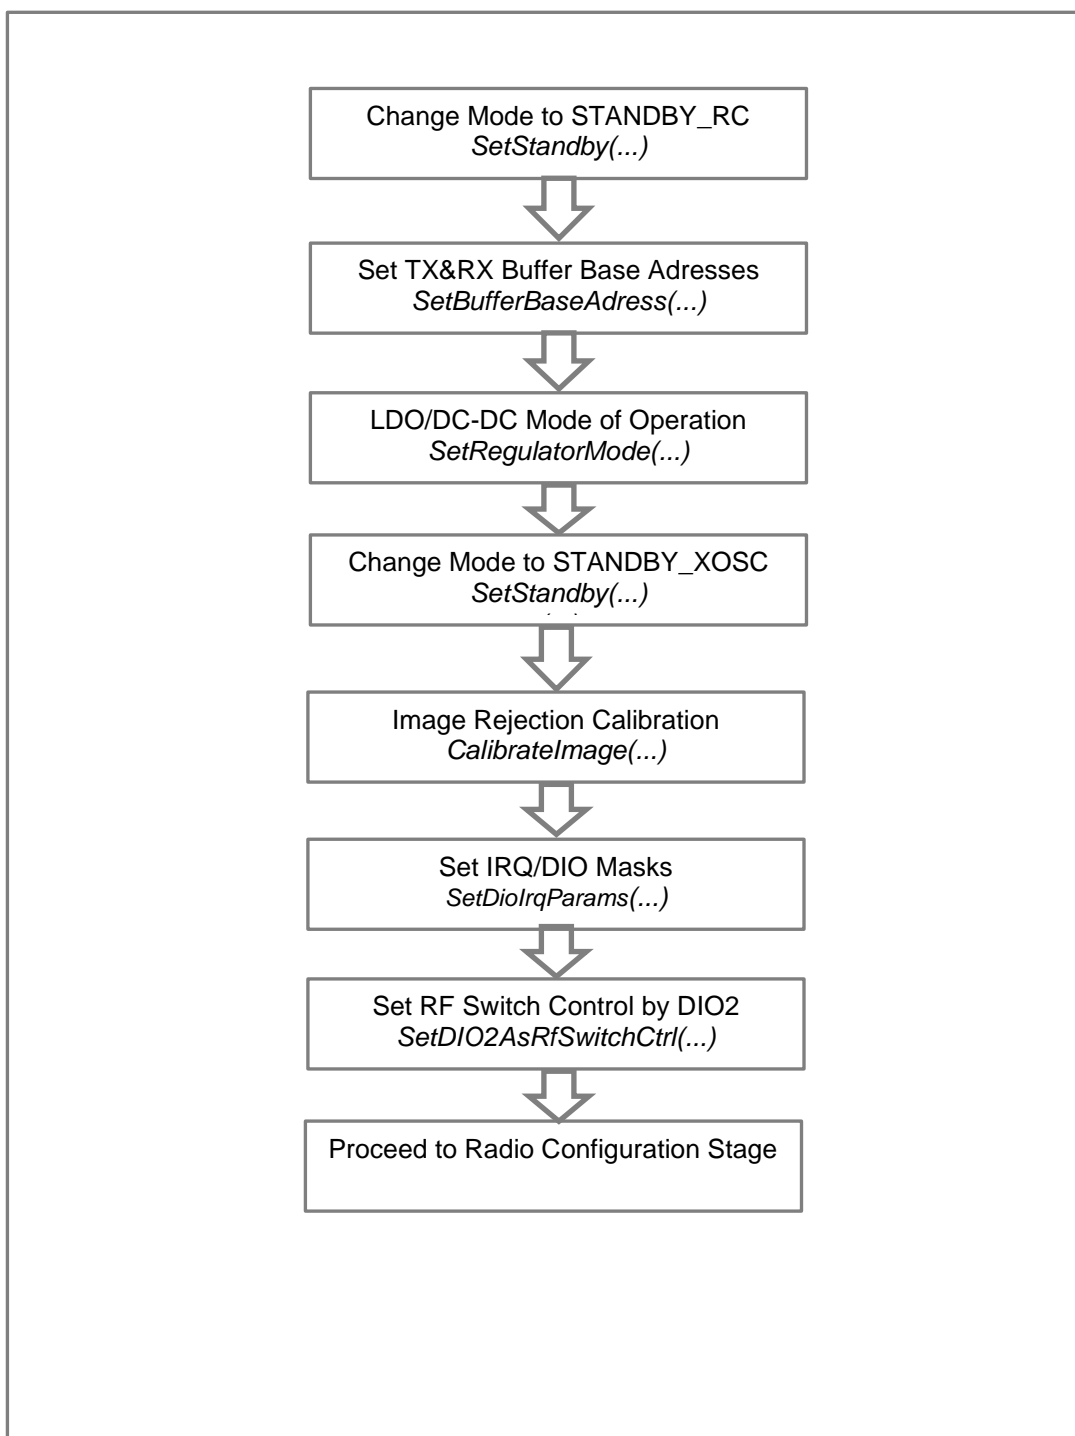 Change Mode to STANDBY_RC
SetStandby(...)
Set TX&RX Buffer Base Adresses
SetBufferBaseAdress(...)
LDO/DC-DC Mode of Operation
SetRegulatorMode(...)
Change Mode to STANDBY_XOSC
SetStandby(...)
Image Rejection Calibration
CalibrateImage(...)
Set IRQ/DIO Masks
SetDioIrqParams(...)
Set RF Switch Control by DIO2
SetDIO2AsRfSwitchCtrl(...)
Proceed to Radio Configuration Stage